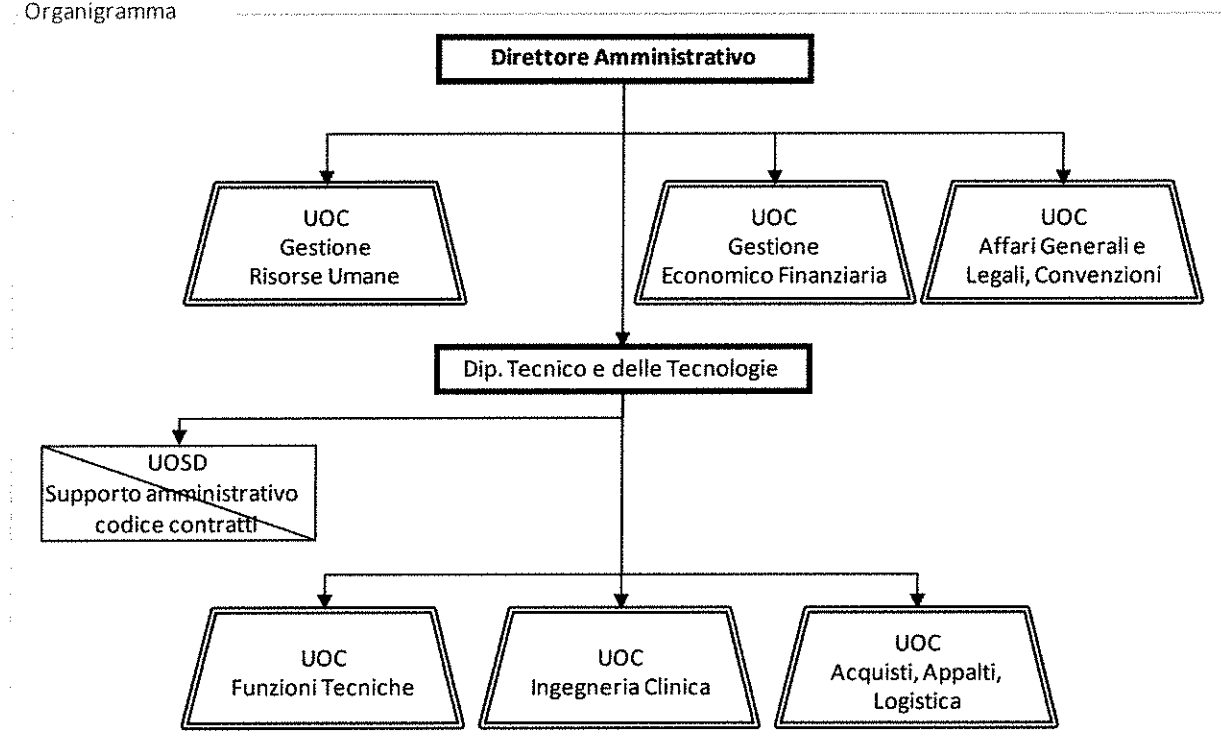 Organigramma
Direttore Amministrativo
UOC
Gestione
Risorse Umane
UOC
Gestione
Economico Finanziaria
UOC
Affari Generali e
Legali, Convenzioni
Dip. Tecnico e delle Tecnologie
UOSD
Supporto amministrativo
codice contratti
UOC
Funzioni Tecniche
UOC
Ingegneria Clinica
UOC
Acquisti, Appalti,
Logistica